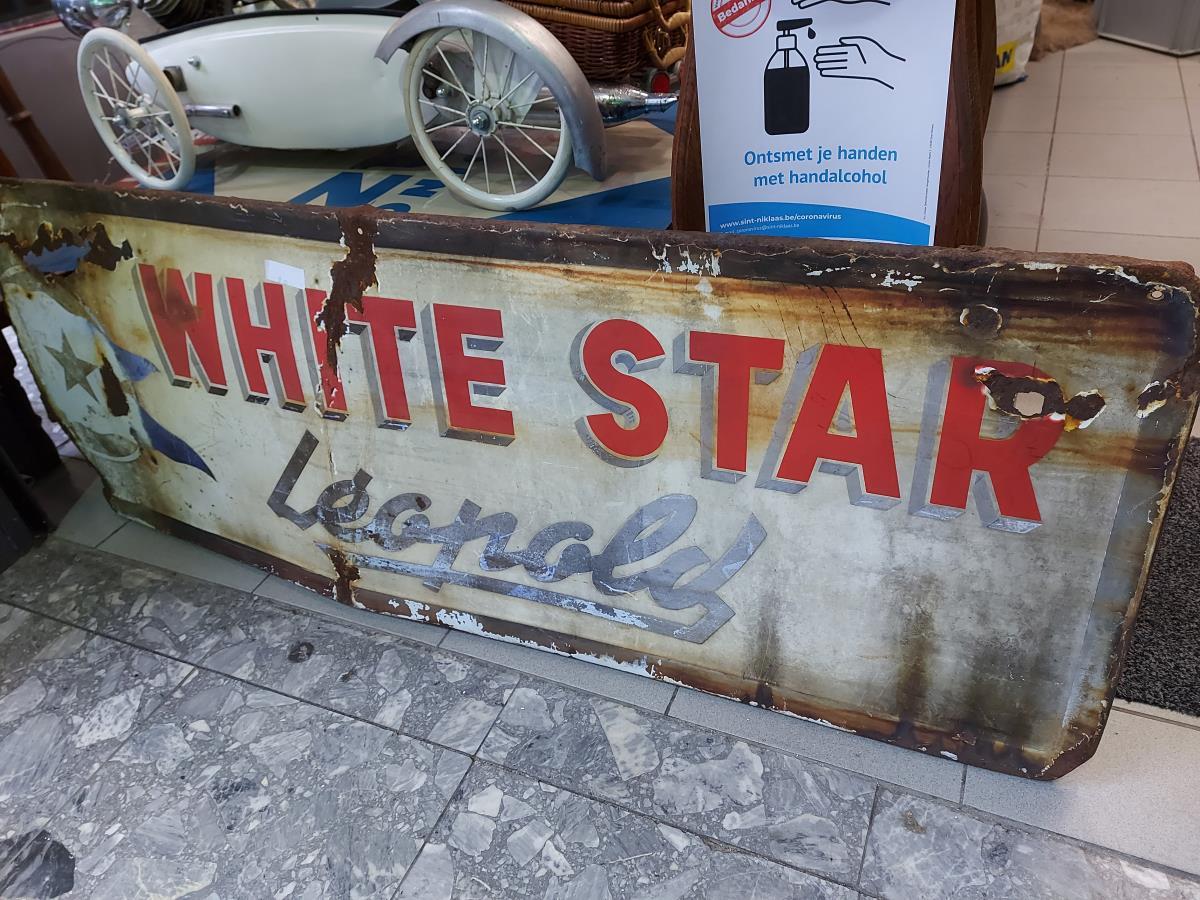 Ontsmet je handen
met handalcohol
www.sint-niklaas.be/coronavirus
WHITE STAR
Léopold